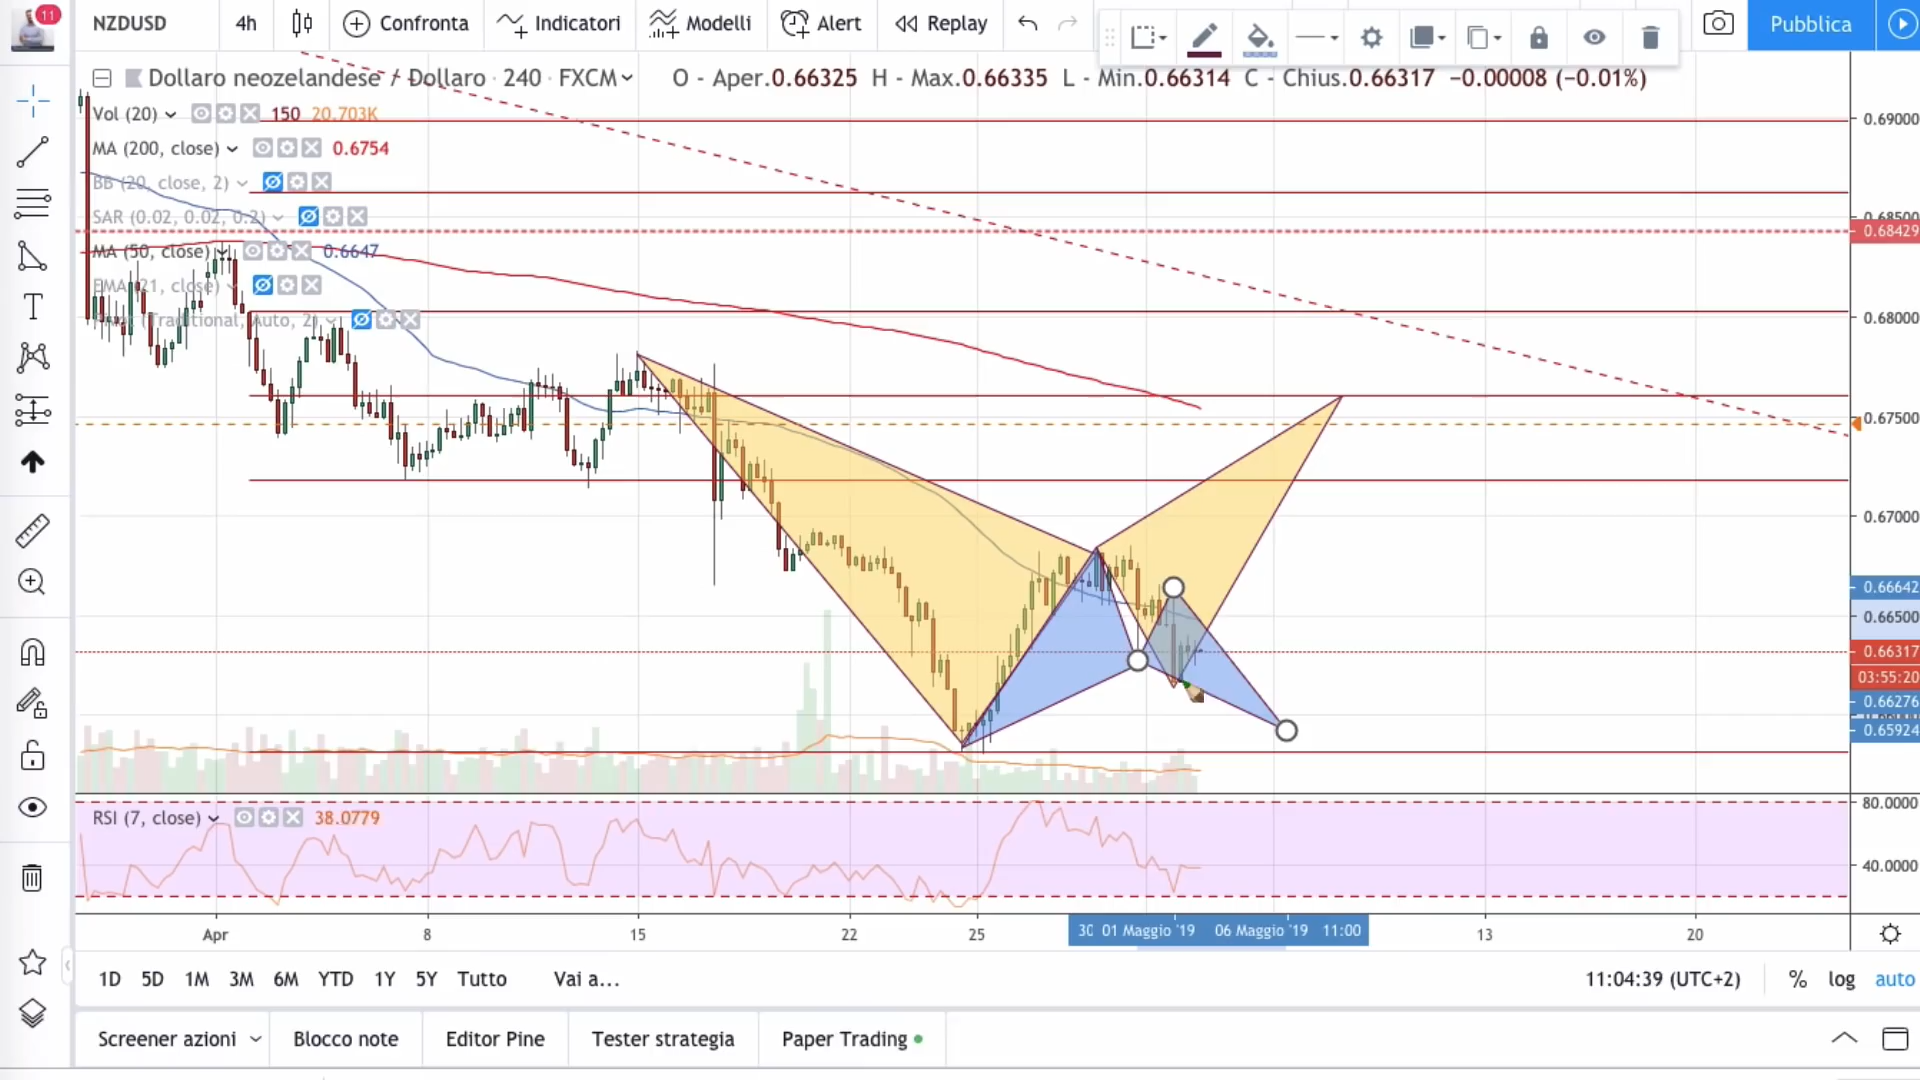 11
NZDUSD 4h Confronta Indicatori Modelli Alert Replay Pubblica
Dollaro neozelandese / Dollaro · 240 · FXCM O - Aper.0.66325 H - Max.0.66335 L - Min.0.66314 C - Chius.0.66317 −0.00008 (−0.01%)
Vol (20) 150 20.703K
MA (200, close) 0.6754
BB (20, close, 2)
SAR (0.02, 0.02, 0.2)
MA (50, close) 0.6647
EMA (21, close)
(Traditional, Auto, 2)
0.69000
0.68500
0.68429
0.68000
0.67500
0.67000
0.66642
0.66500
0.66317
03:55:20
0.66276
0.65924
RSI (7, close) 38.0779
80.0000
40.0000
Apr 8 15 22 25 30 01 Maggio '19 06 Maggio '19 11:00 13 20
1D 5D 1M 3M 6M YTD 1Y 5Y Tutto Vai a... 11:04:39 (UTC+2) % log auto
Screener azioni Blocco note Editor Pine Tester strategia Paper Trading